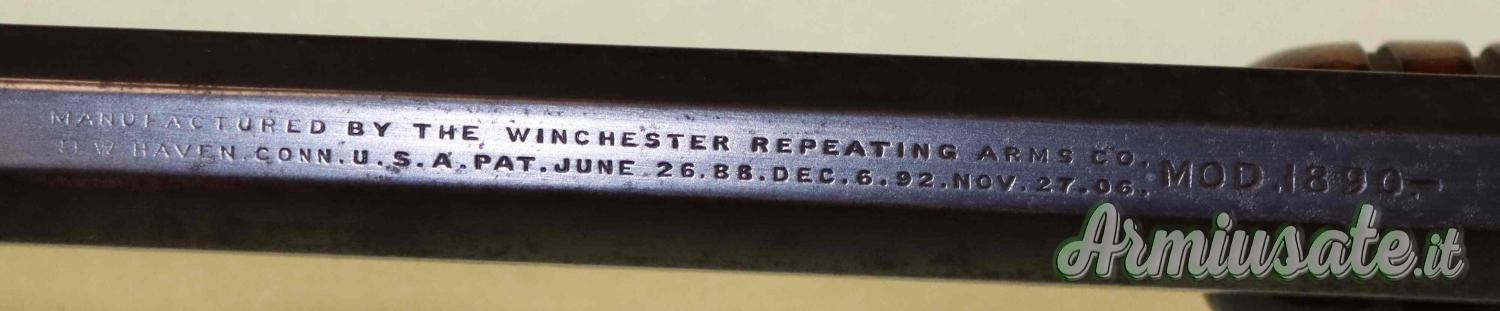 MANUFACTURED BY THE WINCHESTER REPEATING ARMS CO.
NEW HAVEN.CONN.U.S.A.PAT.JUNE.26.88.DEC.6.92.NOV.27.06.
MOD.1890-
Armiusate.it